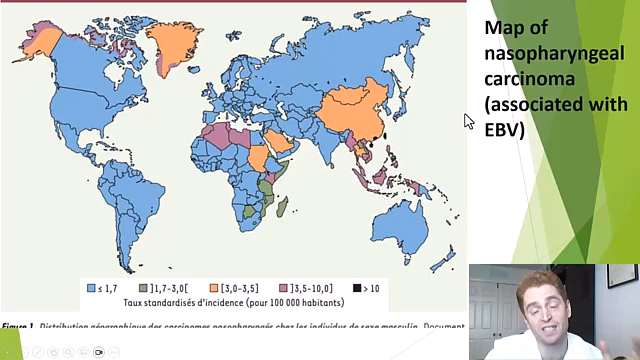 Map of
nasopharyngeal
carcinoma
(associated with
EBV)
≤ 1,7 ]1,7-3,0[ [3,0-3,5] ]3,5-10,0] > 10
Taux standardisés d'incidence (pour 100 000 habitants)
Figure 1. Distribution géographique des carcinomes nasopharyngés chez les individus de sexe masculin. Document